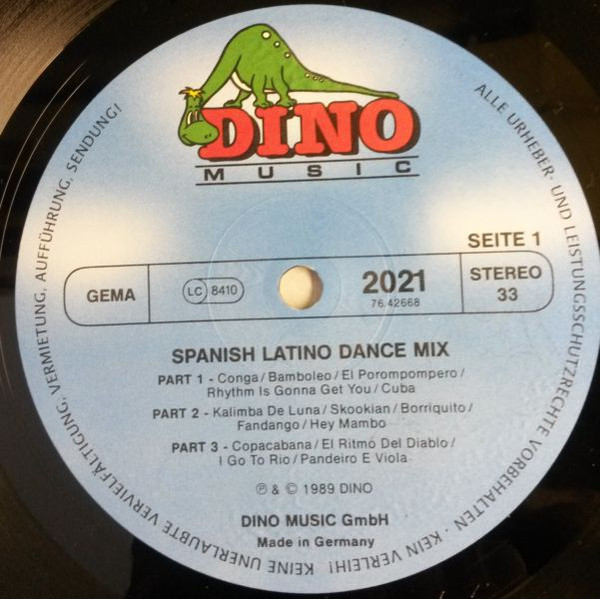 DINO
MUSIC
ALLE URHEBER- UND LEISTUNGSSCHUTZRECHTE VORBEHALTEN · KEIN VERLEIH! KEINE UNERLAUBTE VERVIELFÄLTIGUNG, VERMIETUNG, AUFFÜHRUNG, SENDUNG!
SEITE 1
GEMA
LC 8410
2021
76.42668
STEREO
33
SPANISH LATINO DANCE MIX
PART 1 - Conga/Bamboleo/El Porompompero/
Rhythm Is Gonna Get You/Cuba
PART 2 - Kalimba De Luna/Skookian/Borriquito/
Fandango/Hey Mambo
PART 3 - Copacabana/El Ritmo Del Diablo/
I Go To Rio/Pandeiro E Viola
℗ & © 1989 DINO
DINO MUSIC GmbH
Made in Germany